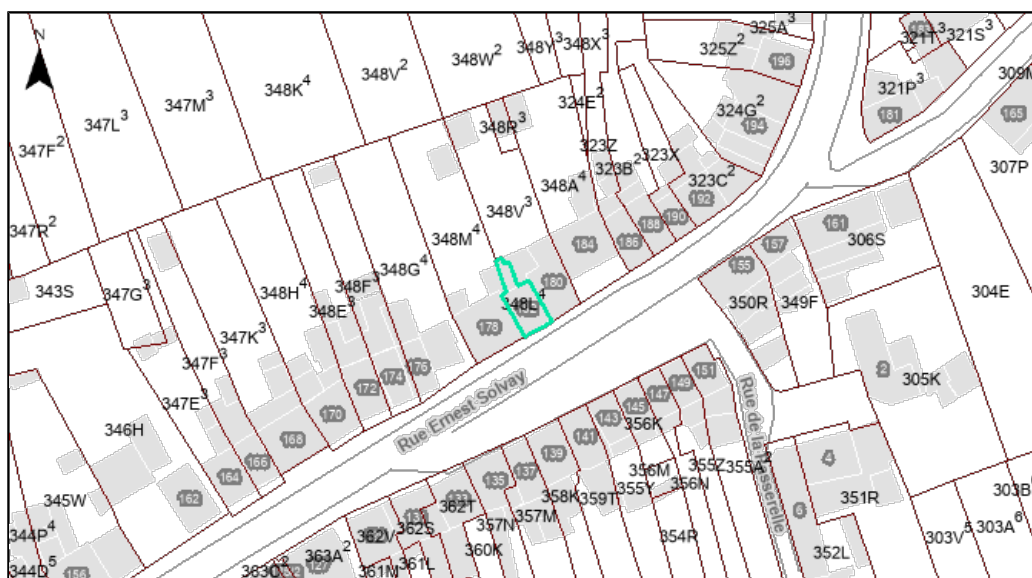 N
325A³
321T³
321S³
348Y³
348X³
348W²
325Z²
196
348V²
309M
348K⁴
321P³
347M³
324E²
324G²
181
165
347L³
348R³
194
347F²
323Z
323X
323B²
307P
348A⁴
323C²
192
348V³
190
188
161
347R²
348M⁴
184
186
157
306S
348G⁴
155
180
343S
347G³
348H⁴
348F³
304E
350R
349F
348E³
348L⁴
178
347K³
347F³
176
151
2
305K
174
149
172
147
Rue Ernest Solvay
Rue de la
347E³
145
170
143
356K
346H
168
141
139
166
164
137
356M
355Z
355A²
4
135
356N
355Y
345W
162
358K
359T
351R
303B
362T
357M
6
344P⁴
362S
357N
303A⁶
362V
354R
303V⁵
363A²
360K
352L
361L
344D⁵
156
363C²
127
361M